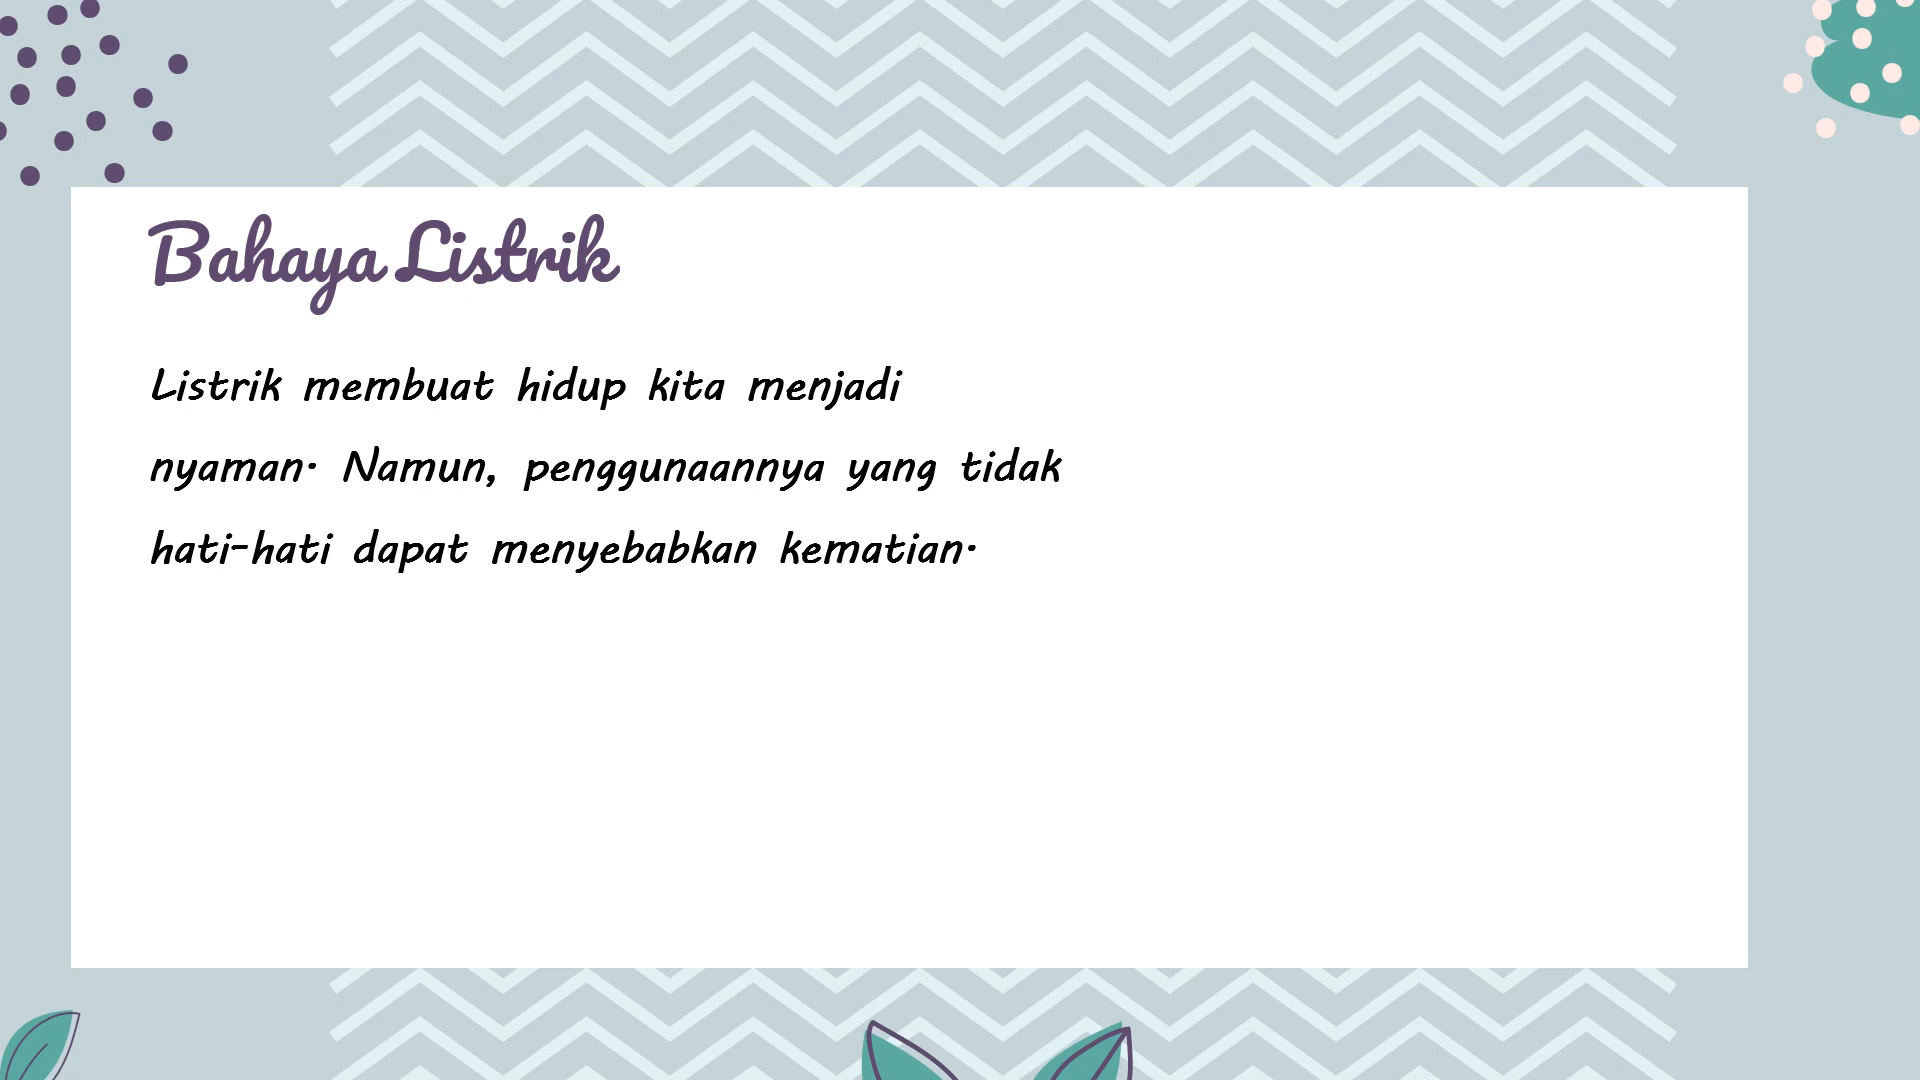 Bahaya Listrik
Listrik membuat hidup kita menjadi
nyaman. Namun, penggunaannya yang tidak
hati-hati dapat menyebabkan kematian.